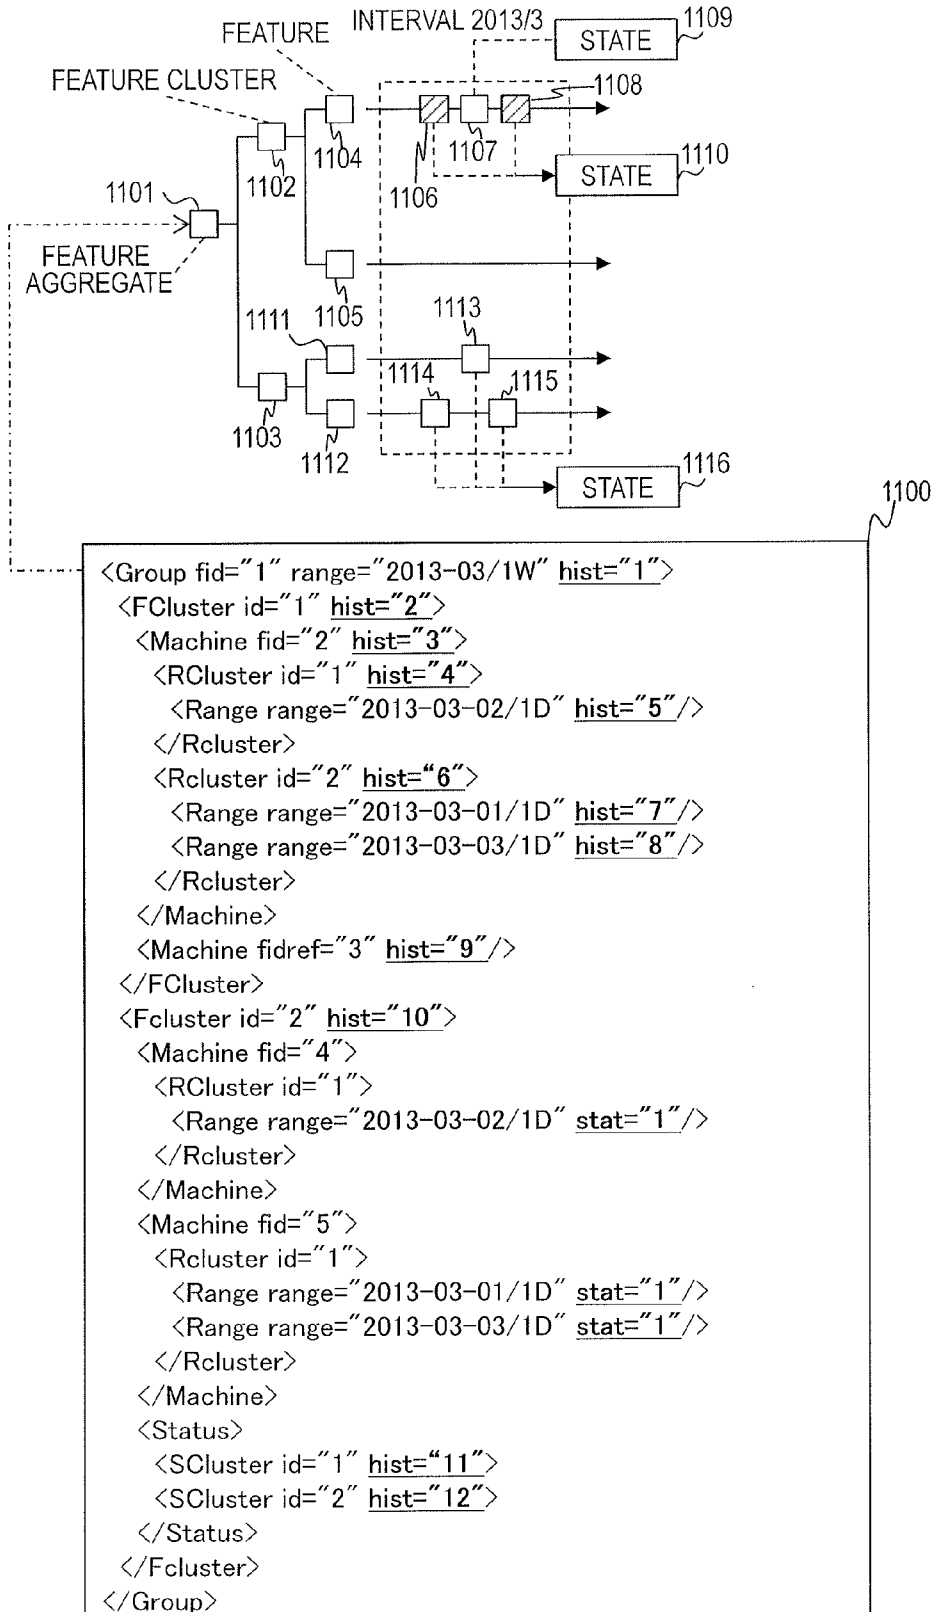 INTERVAL 2013/3
1109
STATE
FEATURE
FEATURE CLUSTER
1108
1104
1107
1110
1102
1106
STATE
1101
FEATURE
AGGREGATE
1105
1113
1111
1114
1115
1103
1112
1116
STATE
1100
<Group fid="1" range="2013-03/1W" hist="1">
<FCluster id="1" hist="2">
<Machine fid="2" hist="3">
<RCluster id="1" hist="4">
<Range range="2013-03-02/1D" hist="5"/>
</Rcluster>
<Rcluster id="2" hist="6">
<Range range="2013-03-01/1D" hist="7"/>
<Range range="2013-03-03/1D" hist="8"/>
</Rcluster>
</Machine>
<Machine fidref="3" hist="9"/>
</FCluster>
<Fcluster id="2" hist="10">
<Machine fid="4">
<RCluster id="1">
<Range range="2013-03-02/1D" stat="1"/>
</Rcluster>
</Machine>
<Machine fid="5">
<Rcluster id="1">
<Range range="2013-03-01/1D" stat="1"/>
<Range range="2013-03-03/1D" stat="1"/>
</Rcluster>
</Machine>
<Status>
<SCluster id="1" hist="11">
<SCluster id="2" hist="12">
</Status>
</Fcluster>
</Group>